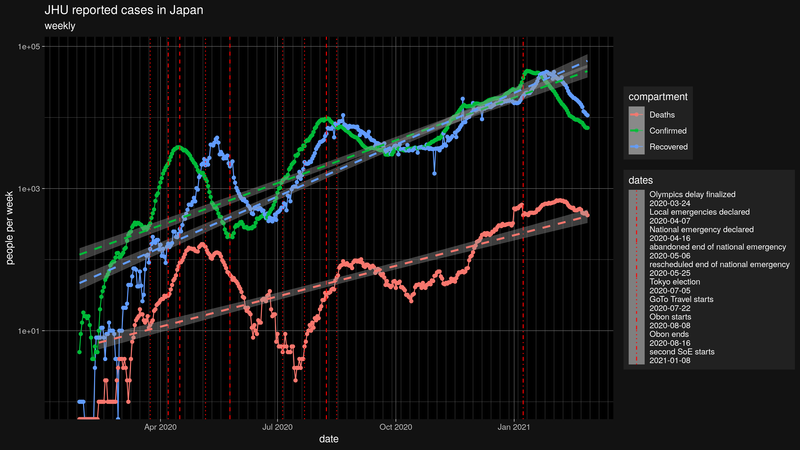 JHU reported cases in Japan
weekly
people per week
1e+05
1e+03
1e+01
Apr 2020
Jul 2020
Oct 2020
Jan 2021
date
compartment
Deaths
Confirmed
Recovered
dates
Olympics delay finalized
2020-03-24
Local emergencies declared
2020-04-07
National emergency declared
2020-04-16
abandoned end of national emergency
2020-05-06
rescheduled end of national emergency
2020-05-25
Tokyo election
2020-07-05
GoTo Travel starts
2020-07-22
Obon starts
2020-08-08
Obon ends
2020-08-16
second SoE starts
2021-01-08